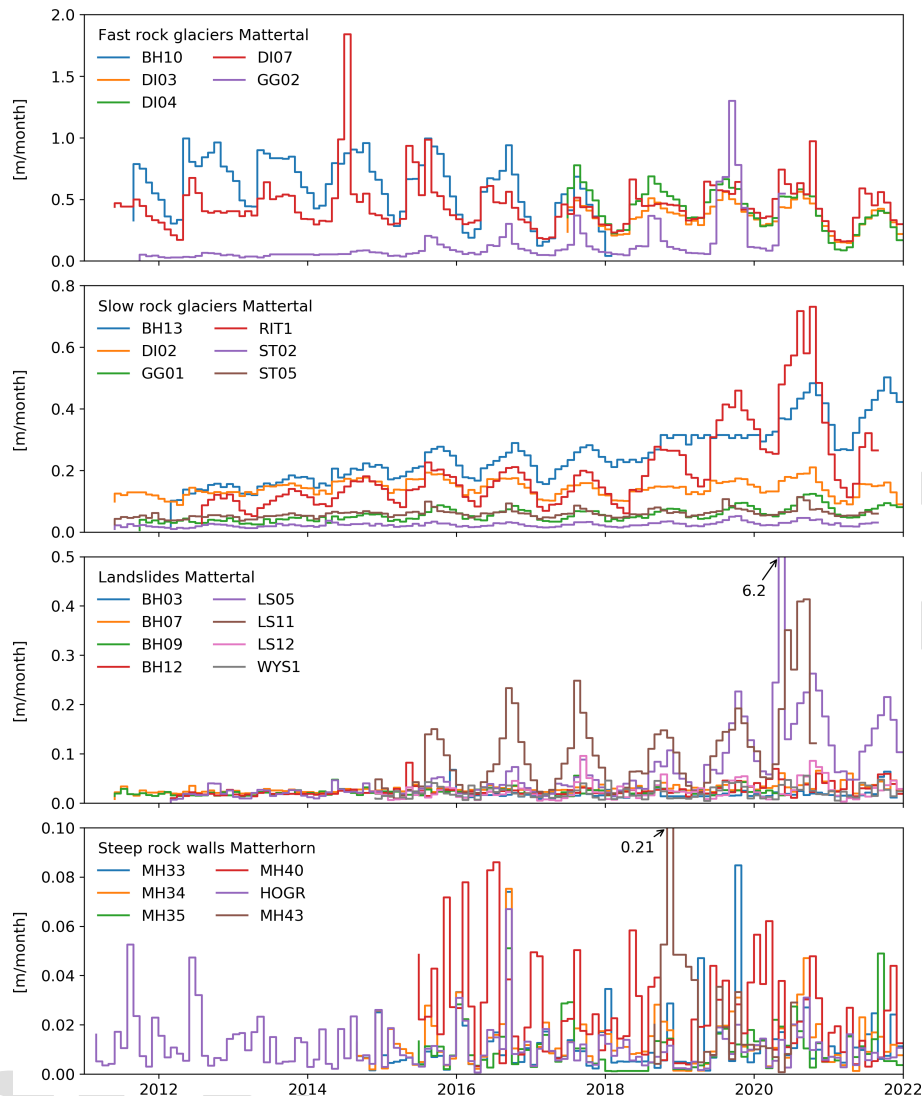 Fast rock glaciers Mattertal
BH10 DI07
DI03 GG02
DI04
[m/month]
2.0
1.5
1.0
0.5
0.0
Slow rock glaciers Mattertal
BH13 RIT1
DI02 ST02
GG01 ST05
[m/month]
0.8
0.6
0.4
0.2
0.0
Landslides Mattertal
BH03 LS05
BH07 LS11
BH09 LS12
BH12 WYS1
6.2
[m/month]
0.5
0.4
0.3
0.2
0.1
0.0
Steep rock walls Matterhorn
MH33 MH40
MH34 HOGR
MH35 MH43
0.21
[m/month]
0.10
0.08
0.06
0.04
0.02
0.00
2012 2014 2016 2018 2020 2022